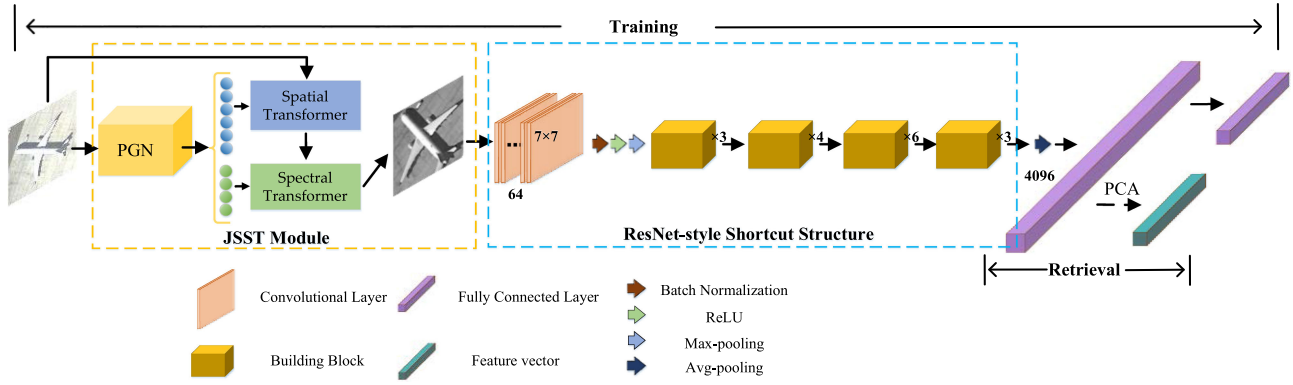 Training
PGN
Spatial
Transformer
Spectral
Transformer
JSST Module
7×7
...
64
×3
×4
×6
×3
ResNet-style Shortcut Structure
4096
PCA
Retrieval
Convolutional Layer
Fully Connected Layer
Batch Normalization
ReLU
Building Block
Feature vector
Max-pooling
Avg-pooling